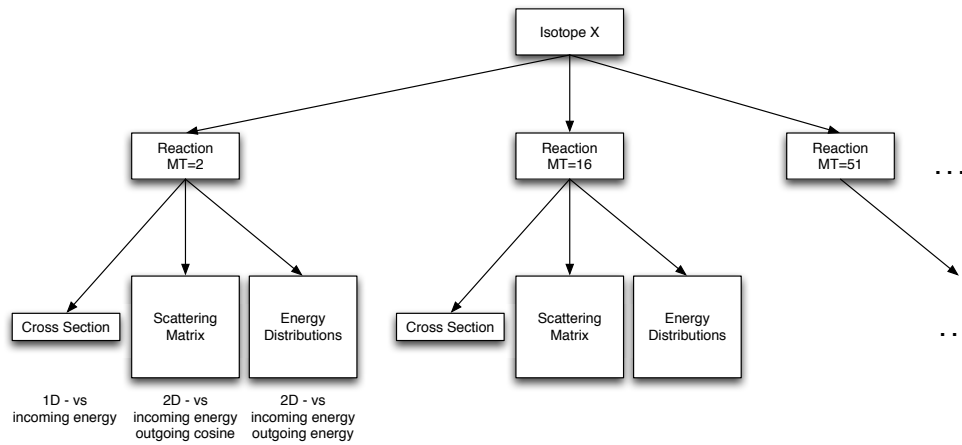 Isotope X
Reaction
MT=2
Reaction
MT=16
Reaction
MT=51
...
Cross Section
Scattering
Matrix
Energy
Distributions
Cross Section
Scattering
Matrix
Energy
Distributions
..
1D - vs
incoming energy
2D - vs
incoming energy
outgoing cosine
2D - vs
incoming energy
outgoing energy